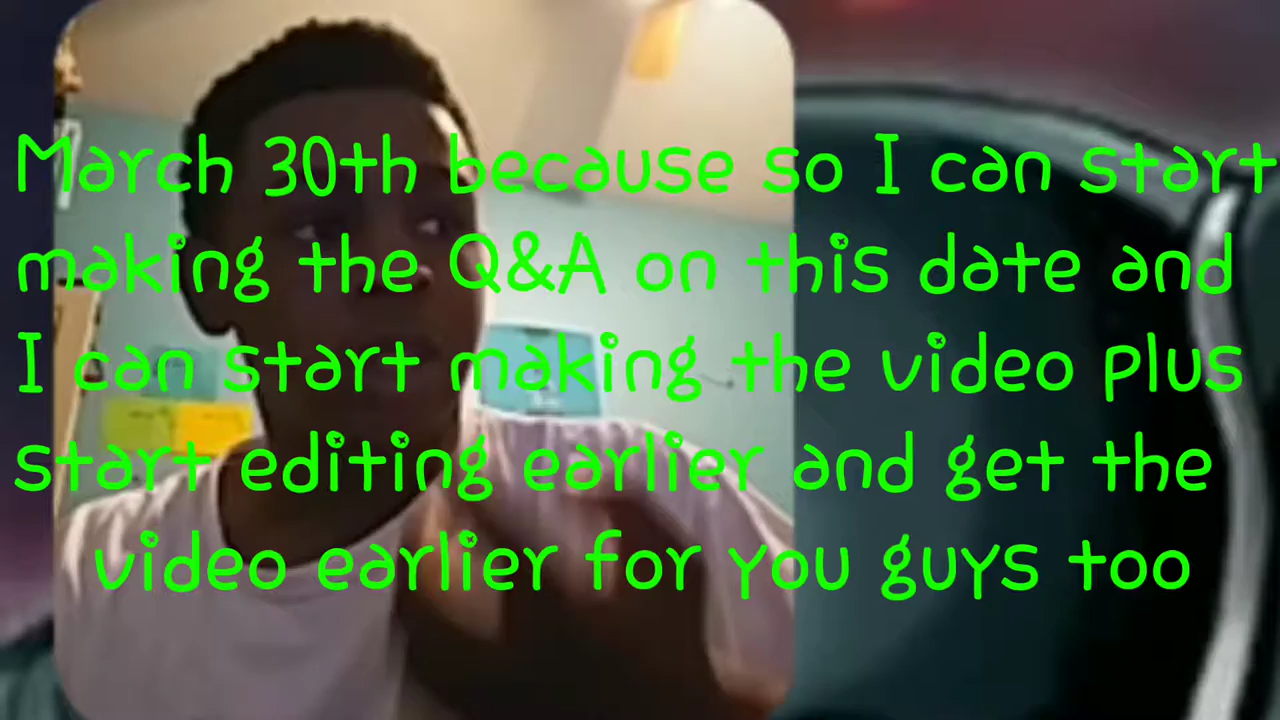 March 30th because so I can start
making the Q&A on this date and
I can start making the video plus
start editing earlier and get the
video earlier for you guys too